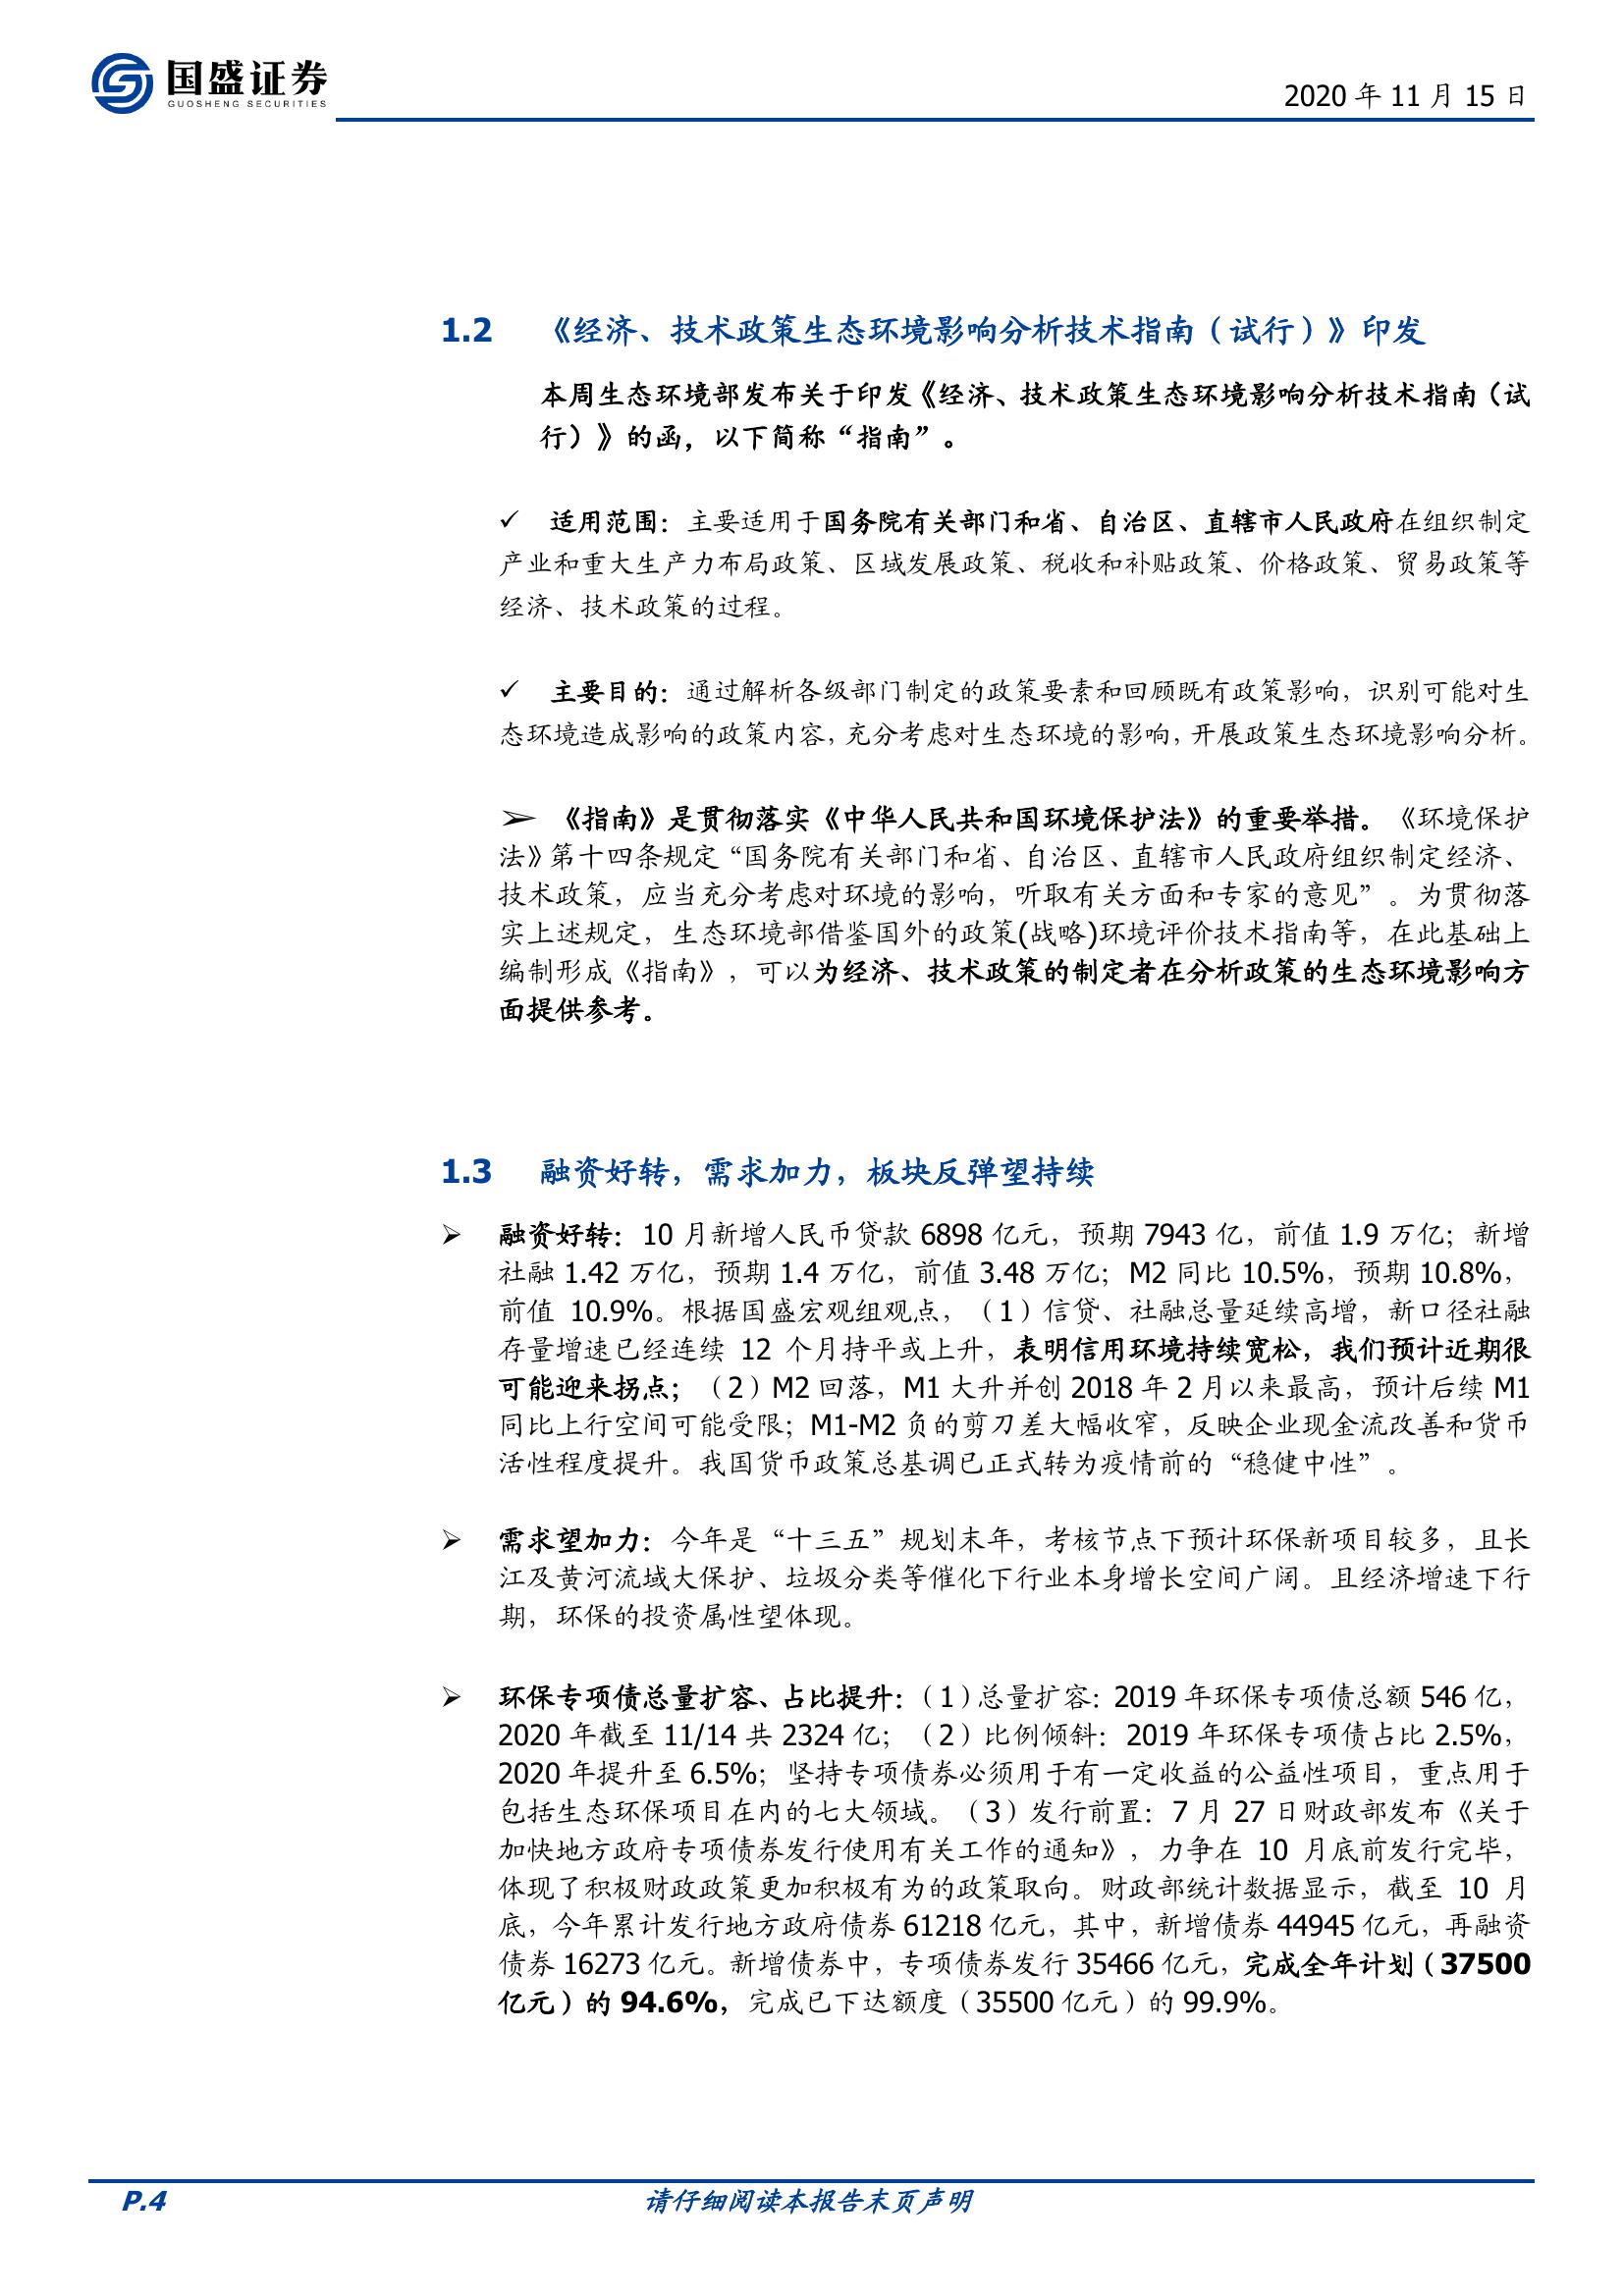 国盛证券
GUOSHENG SECURITIES
2020 年 11 月 15 日
1.2 《经济、技术政策生态环境影响分析技术指南（试行）》印发
本周生态环境部发布关于印发《经济、技术政策生态环境影响分析技术指南（试
行）》的函，以下简称“指南”。
✓ 适用范围：主要适用于国务院有关部门和省、自治区、直辖市人民政府在组织制定
产业和重大生产力布局政策、区域发展政策、税收和补贴政策、价格政策、贸易政策等
经济、技术政策的过程。
✓ 主要目的：通过解析各级部门制定的政策要素和回顾既有政策影响，识别可能对生
态环境造成影响的政策内容，充分考虑对生态环境的影响，开展政策生态环境影响分析。
➢ 《指南》是贯彻落实《中华人民共和国环境保护法》的重要举措。《环境保护
法》第十四条规定“国务院有关部门和省、自治区、直辖市人民政府组织制定经济、
技术政策，应当充分考虑对环境的影响，听取有关方面和专家的意见”。为贯彻落
实上述规定，生态环境部借鉴国外的政策(战略)环境评价技术指南等，在此基础上
编制形成《指南》，可以为经济、技术政策的制定者在分析政策的生态环境影响方
面提供参考。
1.3 融资好转，需求加力，板块反弹望持续
➢ 融资好转：10 月新增人民币贷款 6898 亿元，预期 7943 亿，前值 1.9 万亿；新增
社融 1.42 万亿，预期 1.4 万亿，前值 3.48 万亿；M2 同比 10.5%，预期 10.8%，
前值 10.9%。根据国盛宏观组观点，（1）信贷、社融总量延续高增，新口径社融
存量增速已经连续 12 个月持平或上升，表明信用环境持续宽松，我们预计近期很
可能迎来拐点；（2）M2 回落，M1 大升并创 2018 年 2 月以来最高，预计后续 M1
同比上行空间可能受限；M1-M2 负的剪刀差大幅收窄，反映企业现金流改善和货币
活性程度提升。我国货币政策总基调已正式转为疫情前的“稳健中性”。
➢ 需求望加力：今年是“十三五”规划末年，考核节点下预计环保新项目较多，且长
江及黄河流域大保护、垃圾分类等催化下行业本身增长空间广阔。且经济增速下行
期，环保的投资属性望体现。
➢ 环保专项债总量扩容、占比提升：（1）总量扩容：2019 年环保专项债总额 546 亿，
2020 年截至 11/14 共 2324 亿；（2）比例倾斜：2019 年环保专项债占比 2.5%，
2020 年提升至 6.5%；坚持专项债券必须用于有一定收益的公益性项目，重点用于
包括生态环保项目在内的七大领域。（3）发行前置：7 月 27 日财政部发布《关于
加快地方政府专项债券发行使用有关工作的通知》，力争在 10 月底前发行完毕，
体现了积极财政政策更加积极有为的政策取向。财政部统计数据显示，截至 10 月
底，今年累计发行地方政府债券 61218 亿元，其中，新增债券 44945 亿元，再融资
债券 16273 亿元。新增债券中，专项债券发行 35466 亿元，完成全年计划（37500
亿元）的 94.6%，完成已下达额度（35500 亿元）的 99.9%。
P.4
请仔细阅读本报告末页声明